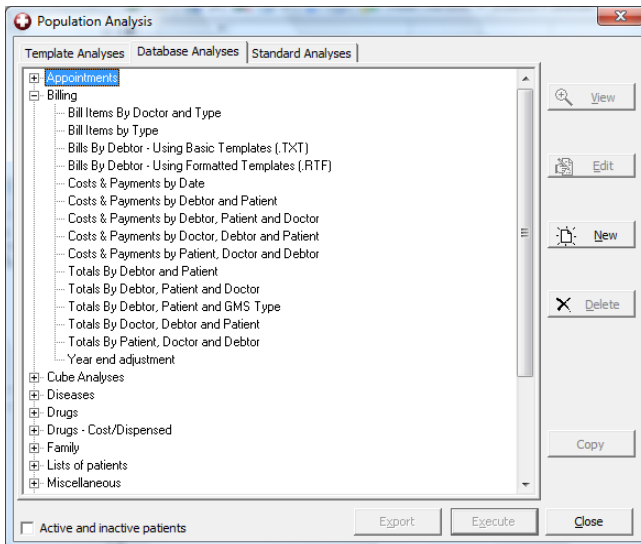 Population Analysis
Template Analyses Database Analyses Standard Analyses
Appointments
Billing
Bill Items By Doctor and Type
Bill Items by Type
Bills By Debtor - Using Basic Templates (.TXT)
Bills By Debtor - Using Formatted Templates (.RTF)
Costs & Payments by Date
Costs & Payments by Debtor and Patient
Costs & Payments by Debtor, Patient and Doctor
Costs & Payments by Doctor, Debtor and Patient
Costs & Payments by Patient, Doctor and Debtor
Totals By Debtor and Patient
Totals By Debtor, Patient and Doctor
Totals By Debtor, Patient and GMS Type
Totals By Doctor, Debtor and Patient
Totals By Patient, Doctor and Debtor
Year end adjustment
Cube Analyses
Diseases
Drugs
Drugs - Cost/Dispensed
Family
Lists of patients
Miscellaneous
View
Edit
New
Delete
Copy
Active and inactive patients
Export
Execute
Close